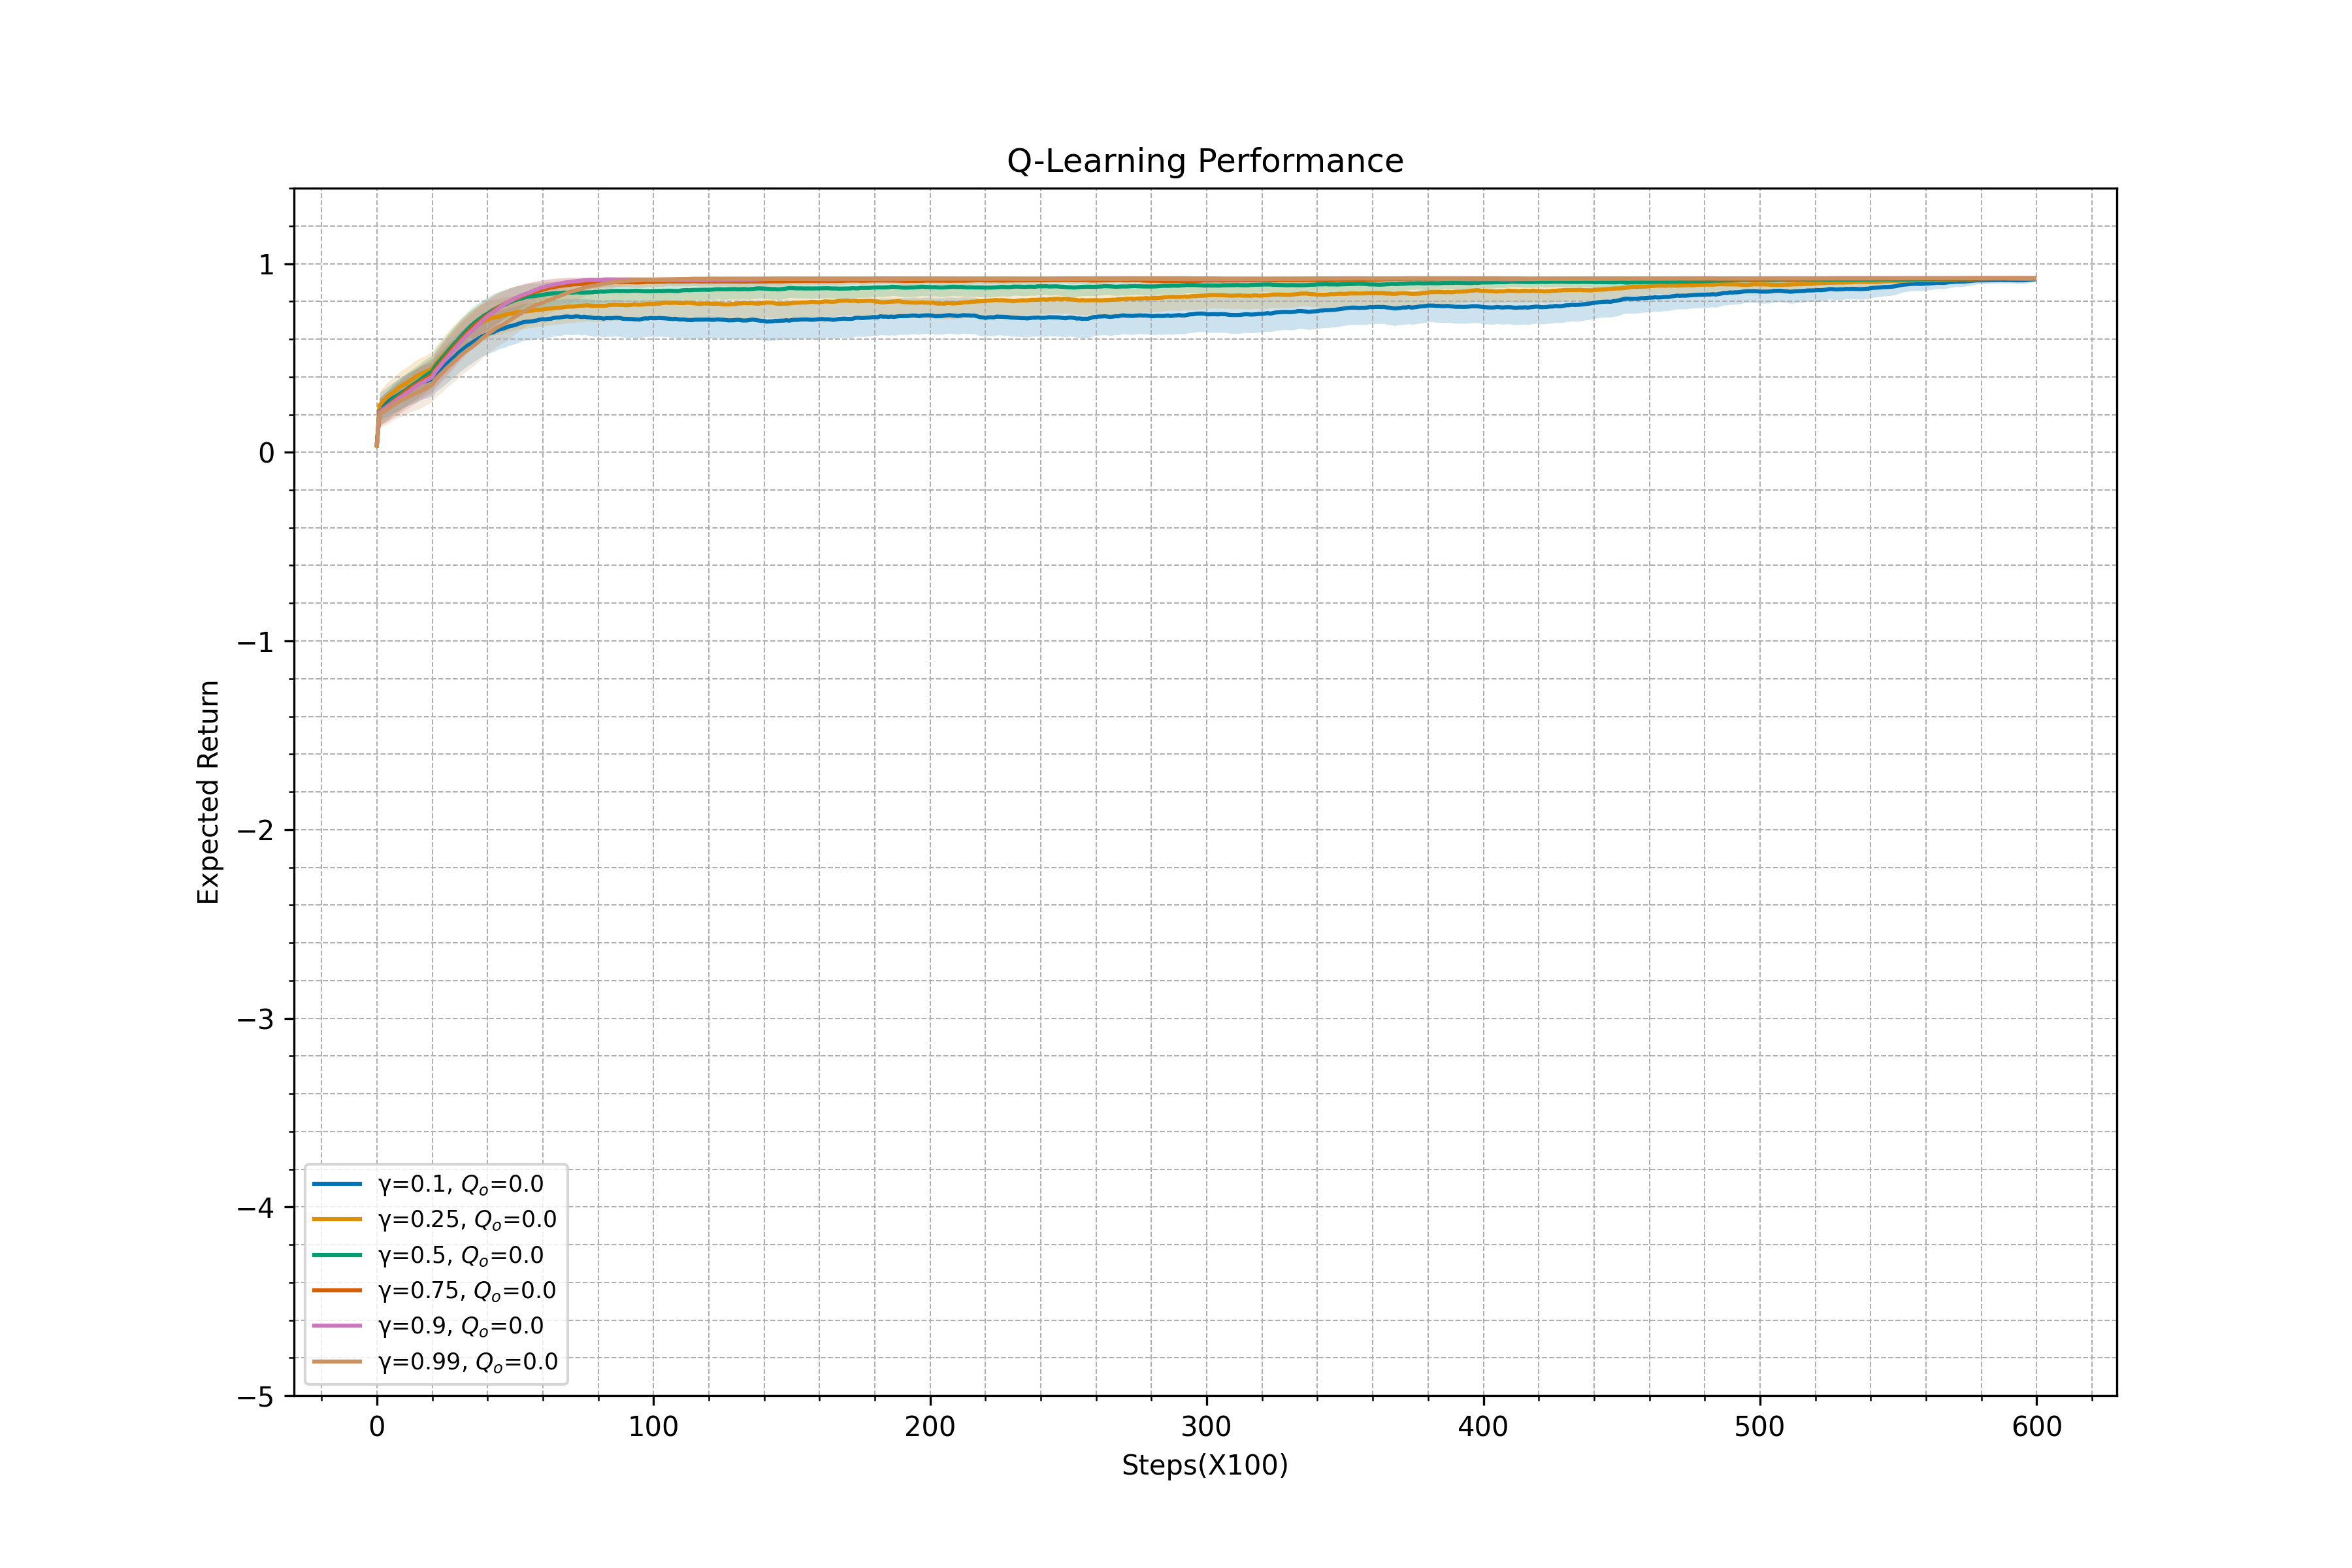 Q-Learning Performance
Expected Return
1
0
−1
−2
−3
−4
−5
γ=0.1, Qo=0.0
γ=0.25, Qo=0.0
γ=0.5, Qo=0.0
γ=0.75, Qo=0.0
γ=0.9, Qo=0.0
γ=0.99, Qo=0.0
0 100 200 300 400 500 600
Steps(X100)